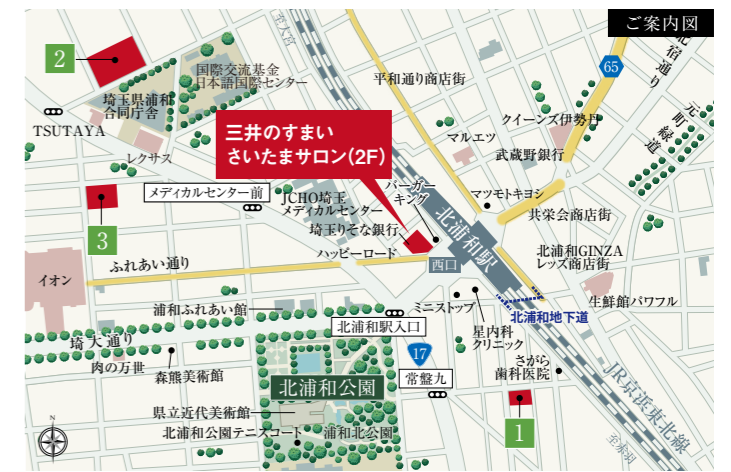 ご案内図
至大宮
2
国際交流基金
日本語国際センター
埼玉県浦和
合同庁舎
TSUTAYA
レクサス
平和通り商店街
65
北宿通り
クイーンズ伊勢丹
元町緑道
マルエツ
武蔵野銀行
三井のすまい
さいたまサロン(2F)
メディカルセンター前
JCHO埼玉
メディカルセンター
バーガー
キング
マツモトキヨシ
共栄会商店街
3
埼玉りそな銀行
ハッピーロード
北浦和駅
西口
北浦和GINZA
レッズ商店街
イオン
ふれあい通り
浦和ふれあい館
ミニストップ
北浦和地下道
生鮮館パワフル
北浦和駅入口
星内科
クリニック
埼大通り
肉の万世
森熊美術館
17
さがら
歯科医院
JR京浜東北線
北浦和公園
常盤九
県立近代美術館
1
北浦和公園テニスコート
浦和北公園
N
至赤羽